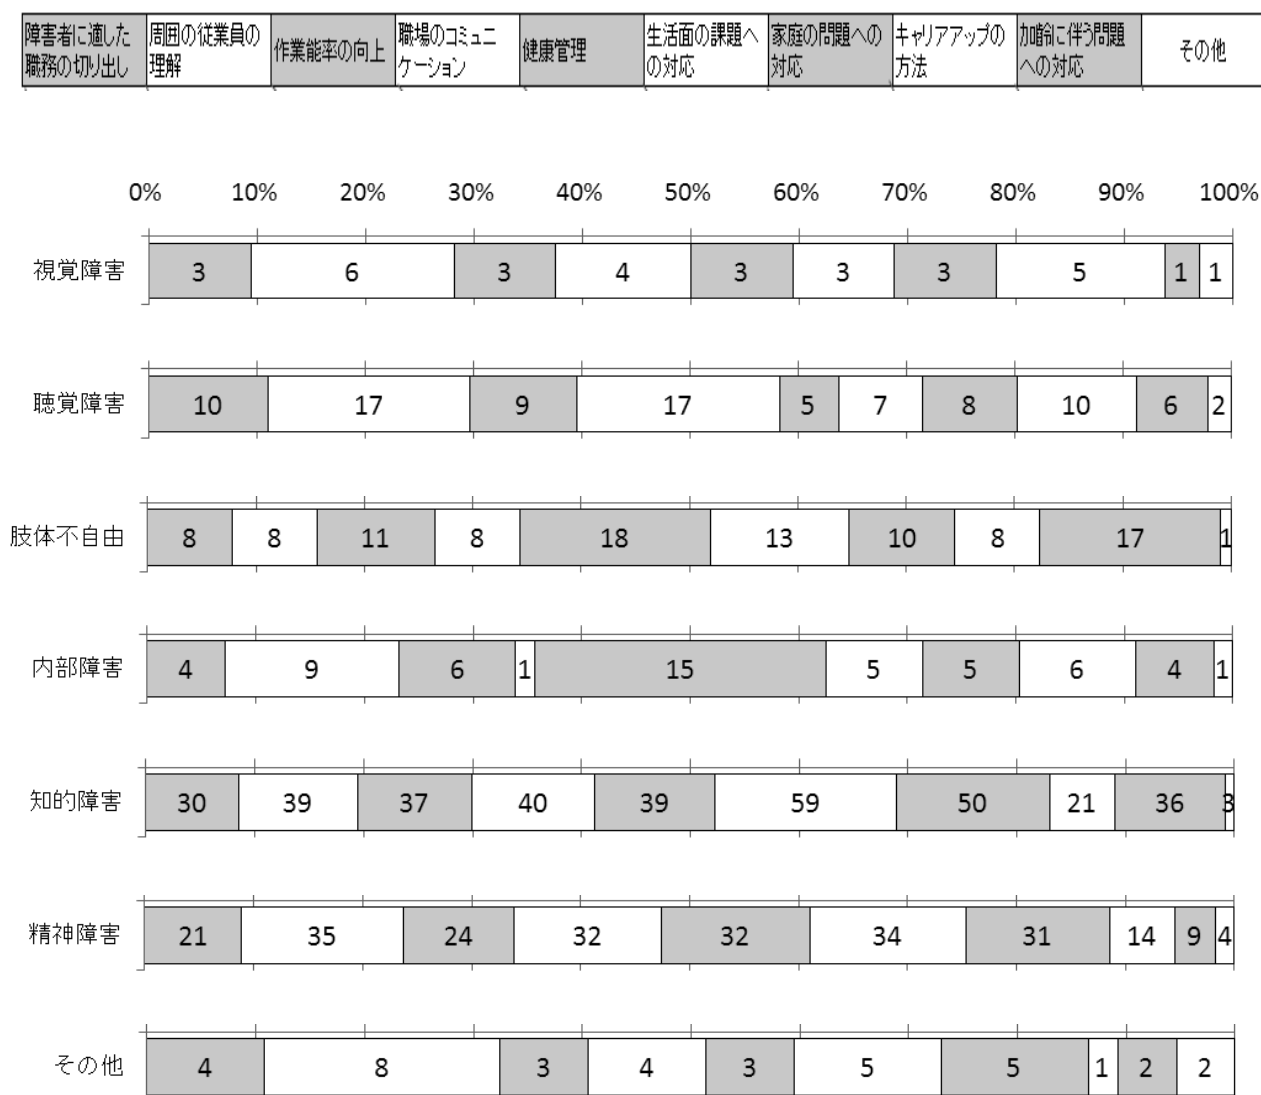 障害者に適した
職務の切り出し
周囲の従業員の
理解
作業能率の向上
職場のコミュニ
ケーション
健康管理
生活面の課題へ
の対応
家庭の問題への
対応
キャリアアップの
方法
加齢に伴う問題
への対応
その他
0% 10% 20% 30% 40% 50% 60% 70% 80% 90% 100%
視覚障害 3 6 3 4 3 3 3 5 1 1
聴覚障害 10 17 9 17 5 7 8 10 6 2
肢体不自由 8 8 11 8 18 13 10 8 17 1
内部障害 4 9 6 1 15 5 5 6 4 1
知的障害 30 39 37 40 39 59 50 21 36 3
精神障害 21 35 24 32 32 34 31 14 9 4
その他 4 8 3 4 3 5 5 1 2 2